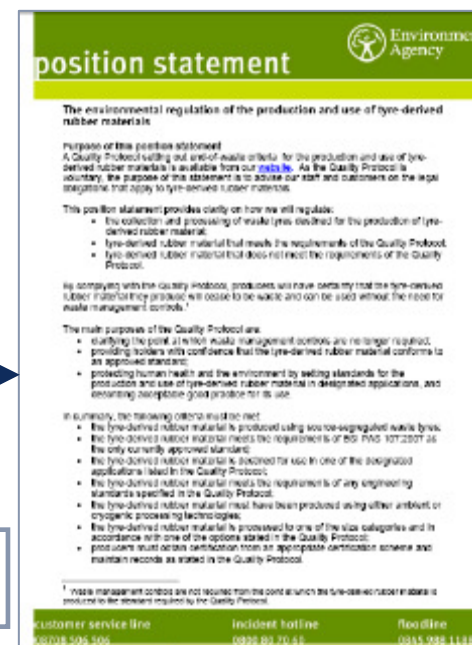 Environme
Agency
position statement
The environmental regulation of the production and use of tyre-derived
rubber materials
Purpose of this position statement
A Quality Protocol setting out end-of-waste criteria for the production and use of tyre-
derived rubber materials is available from our website. As the Quality Protocol is
voluntary, the purpose of this statement is to advise our staff and customers on the legal
obligations that apply to tyre-derived rubber materials.
This position statement provides clarity on how we will regulate:
• the collection and processing of waste tyres destined for the production of tyre-
derived rubber material;
• tyre-derived rubber material that meets the requirements of the Quality Protocol;
• tyre-derived rubber material that does not meet the requirements of the Quality
Protocol.
By complying with the Quality Protocol, producers will have certainty that the tyre-derived
rubber material they produce will cease to be waste and can be used without the need for
waste management controls.¹
The main purposes of the Quality Protocol are:
• clarifying the point at which waste management controls are no longer required;
• providing holders with confidence that the tyre-derived rubber material conforms to
an approved standard;
• protecting human health and the environment by setting standards for the
production and use of tyre-derived rubber material in designated applications, and
describing acceptable good practice for its use.
In summary, the following criteria must be met:
• the tyre-derived rubber material is produced using source-segregated waste tyres;
• the tyre-derived rubber material meets the requirements of BSI PAS 107:2007 as
the only currently approved standard;
• the tyre-derived rubber material is destined for use in one of the designated
applications listed in the Quality Protocol;
• the tyre-derived rubber material meets the requirements of any engineering
standards specified in the Quality Protocol;
• the tyre-derived rubber material must have been produced using either ambient or
cryogenic processing technologies;
• the tyre-derived rubber material is processed to one of the size categories and in
accordance with one of the options stated in the Quality Protocol;
• producers must obtain certification from an appropriate certification scheme and
maintain records as stated in the Quality Protocol.
¹ Waste management controls are not required from the point at which the tyre-derived rubber material is
produced to the standard required by the Quality Protocol.
customer service line incident hotline floodline
08708 506 506 0800 80 70 60 0845 988 118